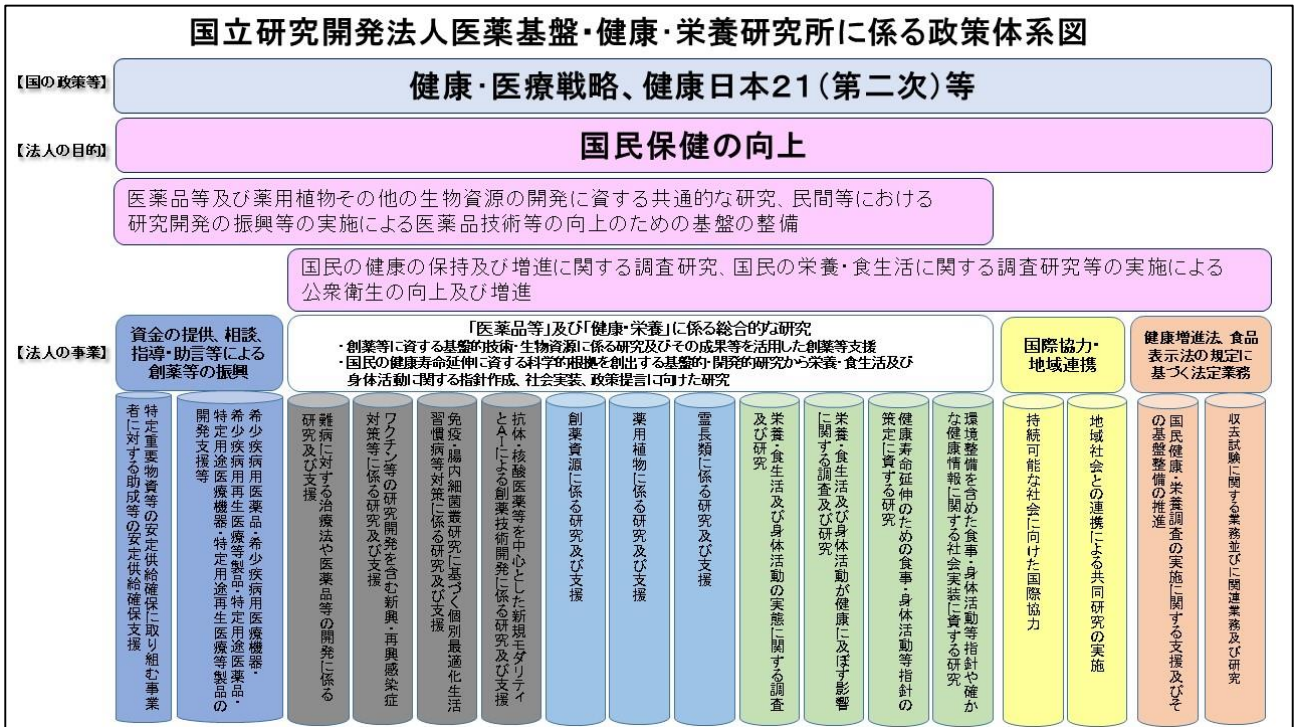 国立研究開発法人医薬基盤・健康・栄養研究所に係る政策体系図
【国の政策等】
健康・医療戦略、健康日本21(第二次)等
【法人の目的】
国民保健の向上
医薬品等及び薬用植物その他の生物資源の開発に資する共通的な研究、民間等における
研究開発の振興等の実施による医薬品技術等の向上のための基盤の整備
国民の健康の保持及び増進に関する調査研究、国民の栄養・食生活に関する調査研究等の実施による
公衆衛生の向上及び増進
【法人の事業】
資金の提供、相談、
指導・助言等による
創薬等の振興
「医薬品等」及び「健康・栄養」に係る総合的な研究
・創薬等に資する基盤的技術・生物資源に係る研究及びその成果等を活用した創薬等支援
・国民の健康寿命延伸に資する科学的根拠を創出する基盤的・開発的研究から栄養・食生活及び
身体活動に関する指針作成、社会実装、政策提言に向けた研究
国際協力・
地域連携
健康増進法、食品
表示法の規定に
基づく法定業務
特定重要物資等の安定供給確保に取り組む事業
者に対する助成等の安定供給確保支援
希少疾病用医薬品・希少疾病用医療機器・
希少疾病用再生医療等製品・特定用途医薬品・
特定用途医療機器・特定用途再生医療等製品の
開発支援等
難病に対する治療法や医薬品等の開発に係る
研究及び支援
ワクチン等の研究開発を含む新興・再興感染症
対策等に係る研究及び支援
免疫・腸内細菌叢研究に基づく個別最適化生活
習慣病等対策に係る研究及び支援
抗体・核酸医薬等を中心とした新規モダリティ
とAIによる創薬技術開発に係る研究及び支援
創薬資源に係る研究及び支援
薬用植物に係る研究及び支援
霊長類に係る研究及び支援
栄養・食生活及び身体活動の実態に関する調査
及び研究
栄養・食生活及び身体活動が健康に及ぼす影響
に関する調査及び研究
健康寿命延伸のための食事・身体活動等指針の
策定に資する研究
環境整備を含めた食事・身体活動等指針や確か
な健康情報に関する社会実装に資する研究
持続可能な社会に向けた国際協力
地域社会との連携による共同研究の実施
国民健康・栄養調査の実施に関する支援及びそ
の基盤整備の推進
収去試験に関する業務並びに関連業務及び研究